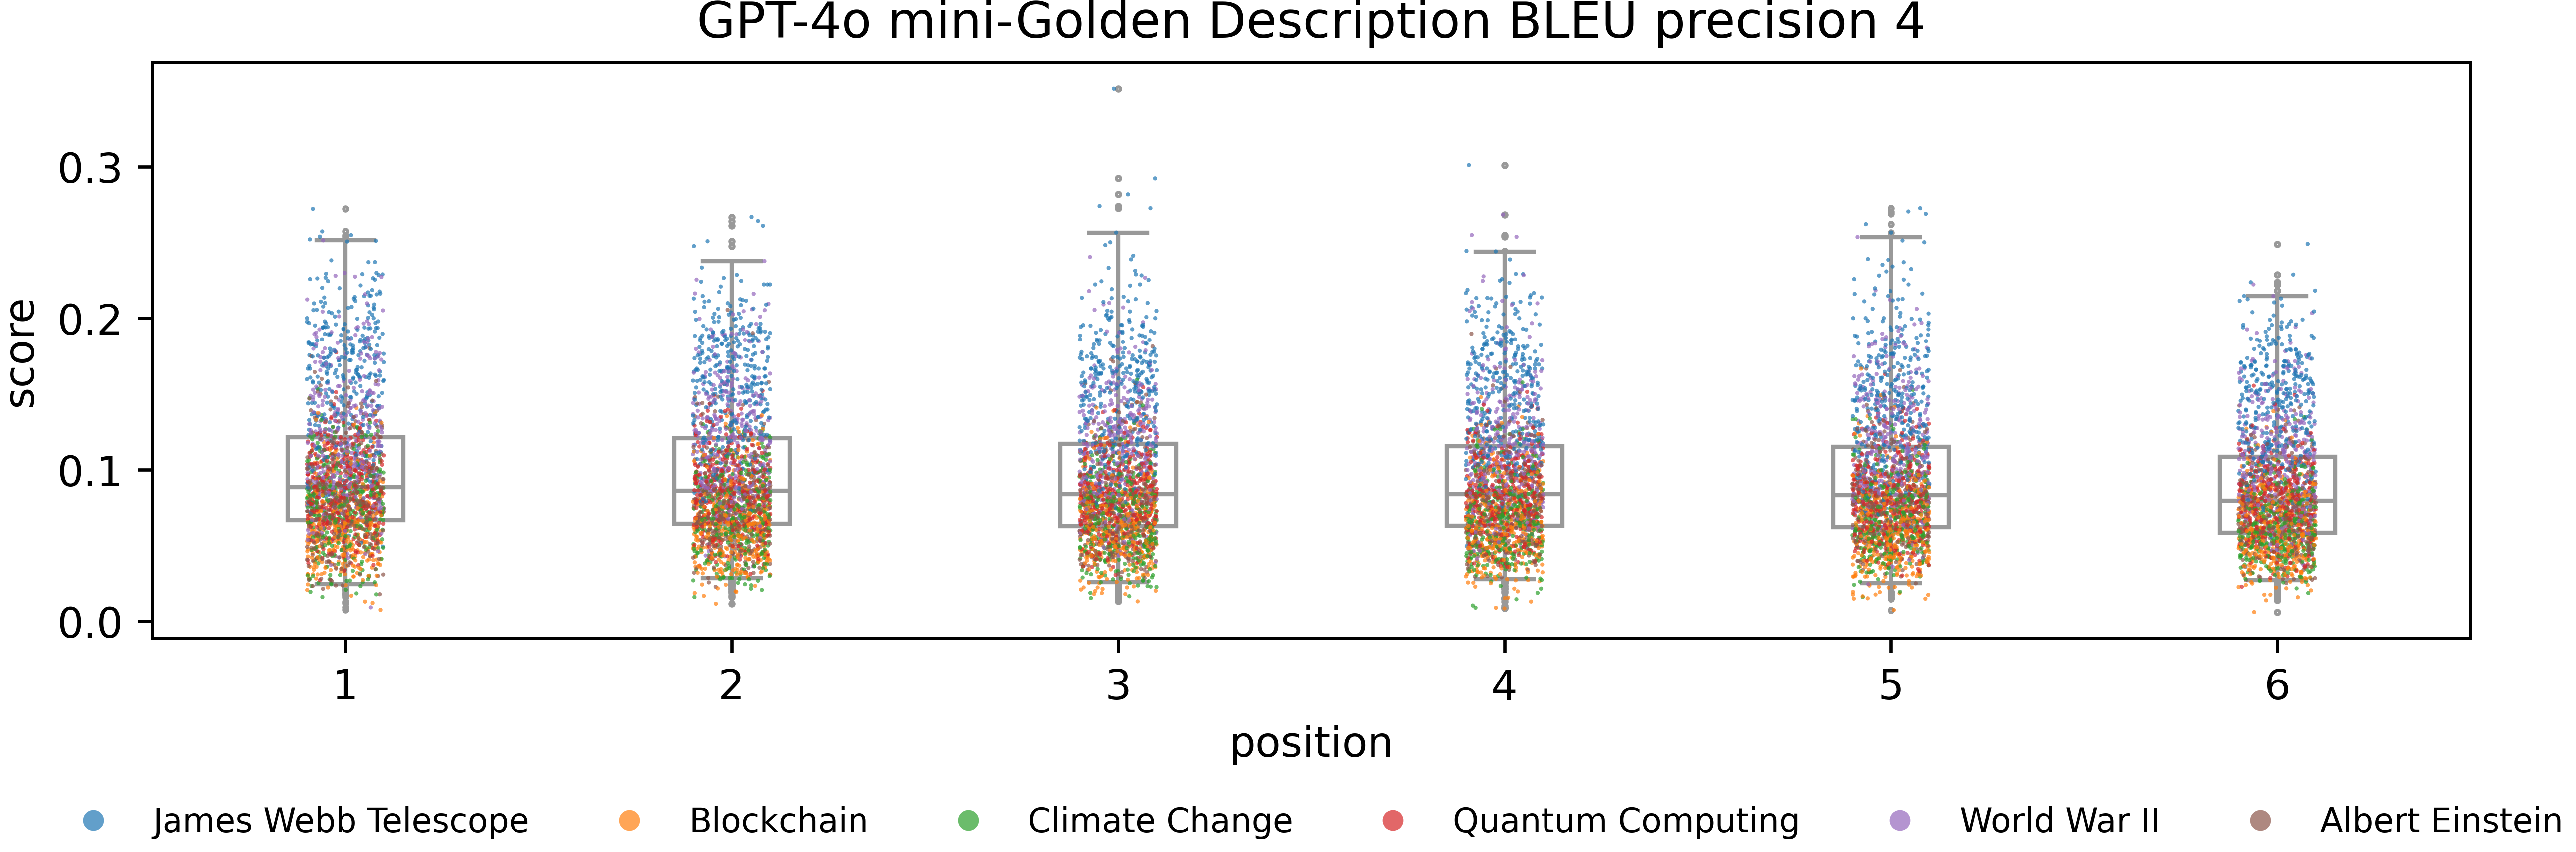 GPT-4o mini-Golden Description BLEU precision 4
score
0.3
0.2
0.1
0.0
1 2 3 4 5 6
position
James Webb Telescope Blockchain Climate Change Quantum Computing World War II Albert Einstein